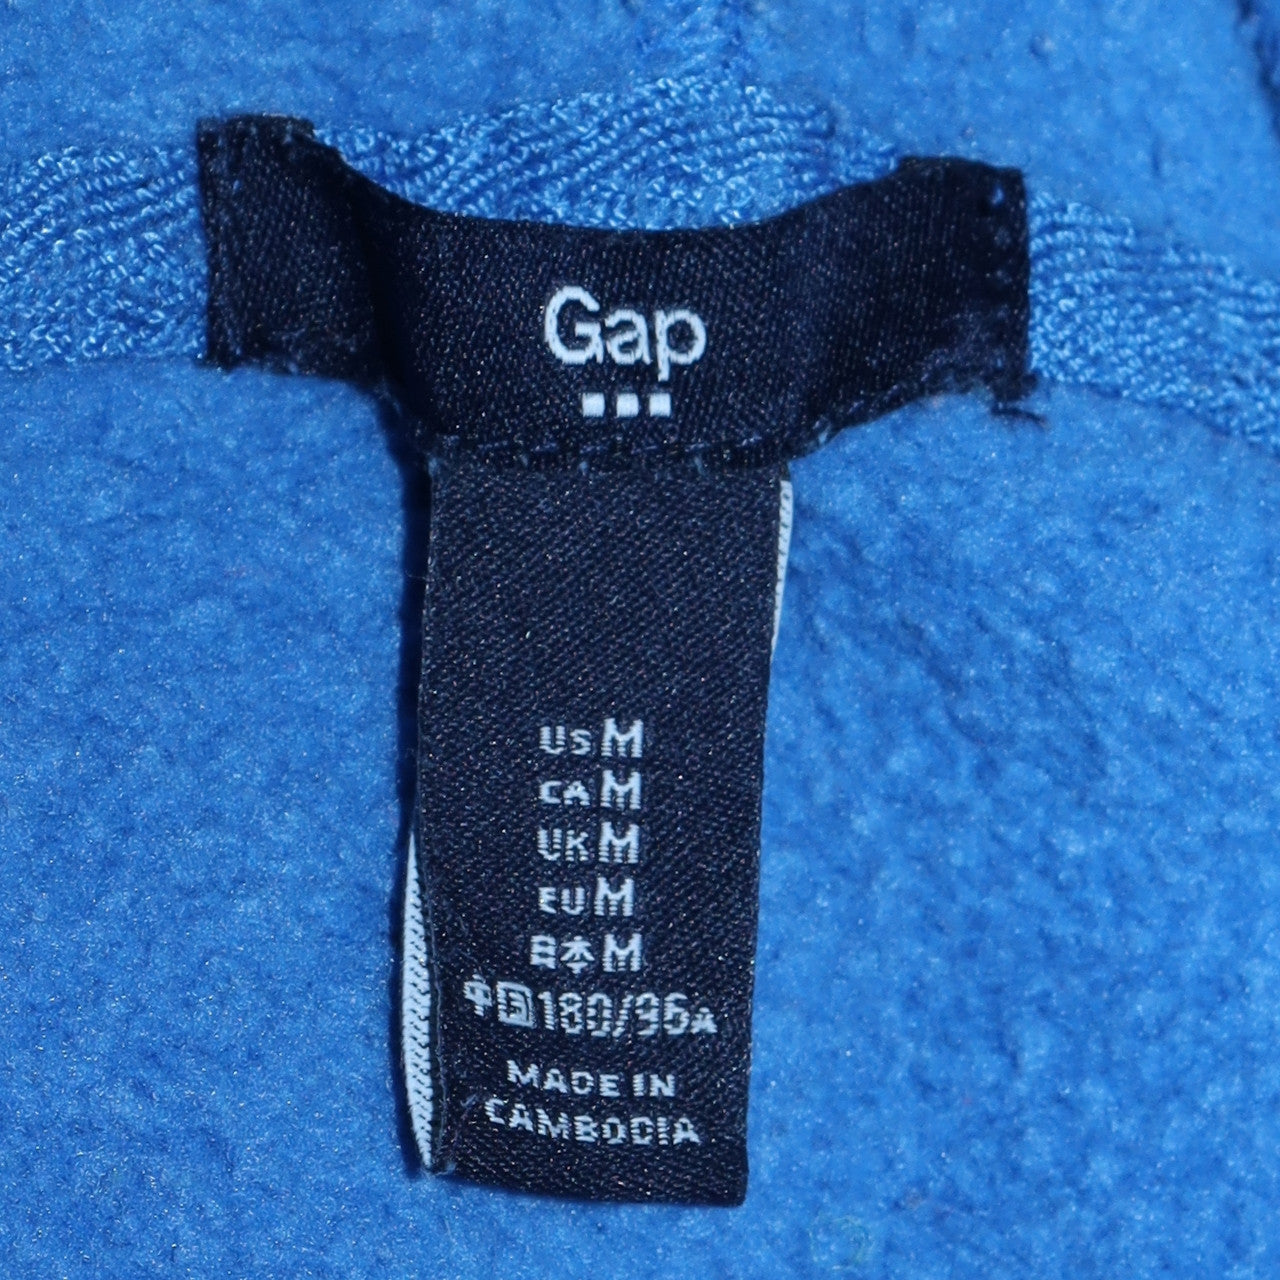 Gap
US M
CA M
UK M
EU M
日本 M
中国 180/96A
MADE IN
CAMBODIA